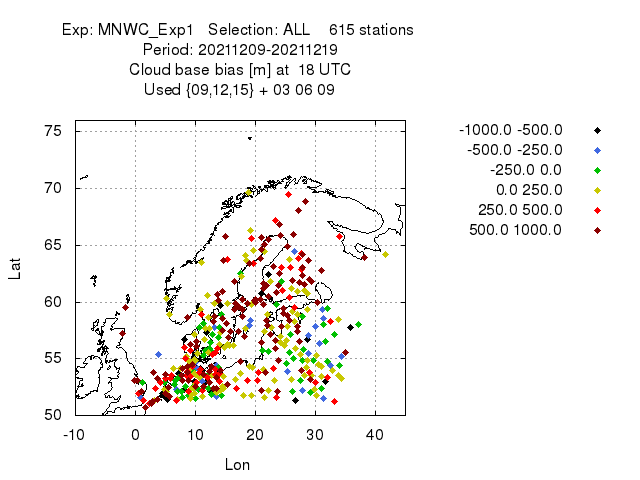 Exp: MNWC_Exp1 Selection: ALL 615 stations
Period: 20211209-20211219
Cloud base bias [m] at 18 UTC
Used {09,12,15} + 03 06 09
-1000.0 -500.0
-500.0 -250.0
-250.0 0.0
0.0 250.0
250.0 500.0
500.0 1000.0
75
70
65
60
55
50
Lat
-10 0 10 20 30 40
Lon